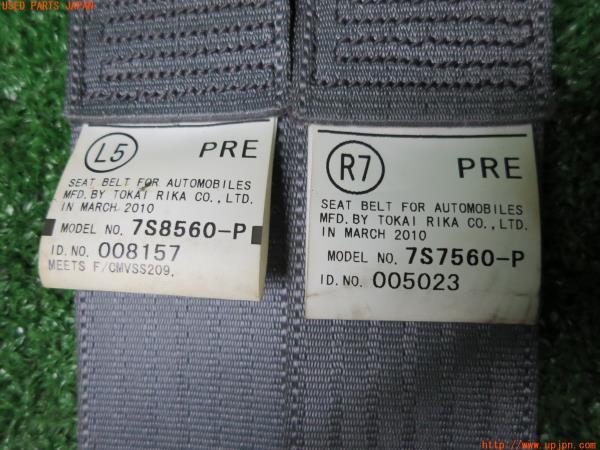 USED PARTS JAPAN
L5 PRE
SEAT BELT FOR AUTOMOBILES
MFD. BY TOKAI RIKA CO., LTD.
IN MARCH 2010
MODEL NO. 7S8560-P
ID. NO. 008157
MEETS F/CMVSS209.
R7 PRE
SEAT BELT FOR AUTOMOBILES
MFD. BY TOKAI RIKA CO., LTD.
IN MARCH 2010
MODEL NO. 7S7560-P
ID. NO. 005023
http://www.upjpn.com